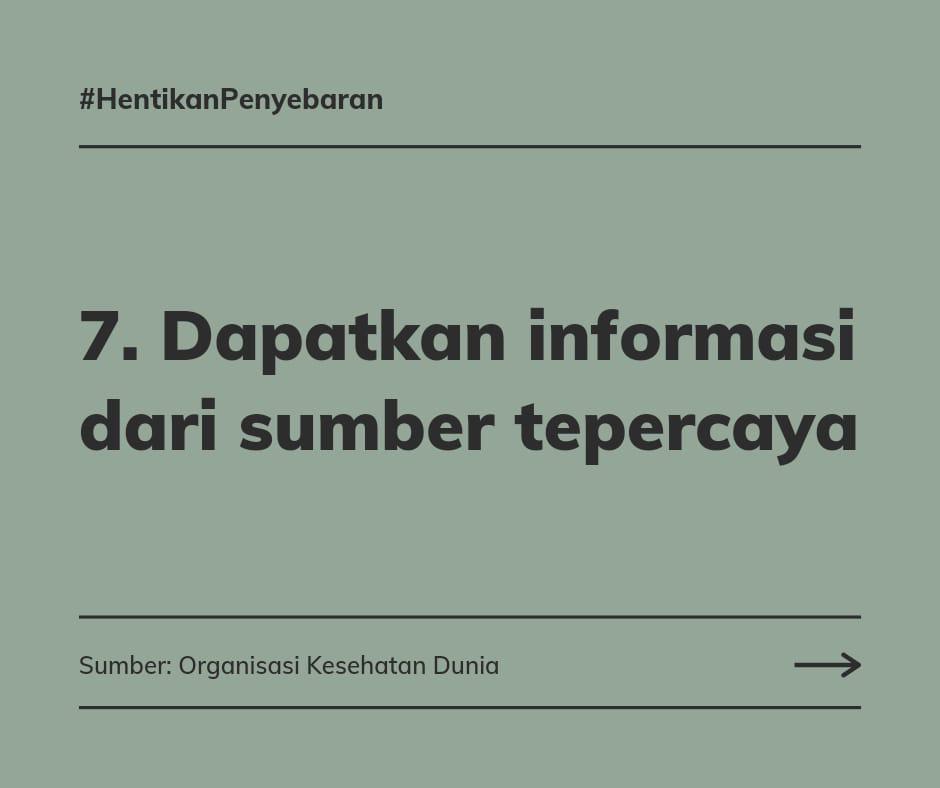 #HentikanPenyebaran
7. Dapatkan informasi
dari sumber tepercaya
Sumber: Organisasi Kesehatan Dunia